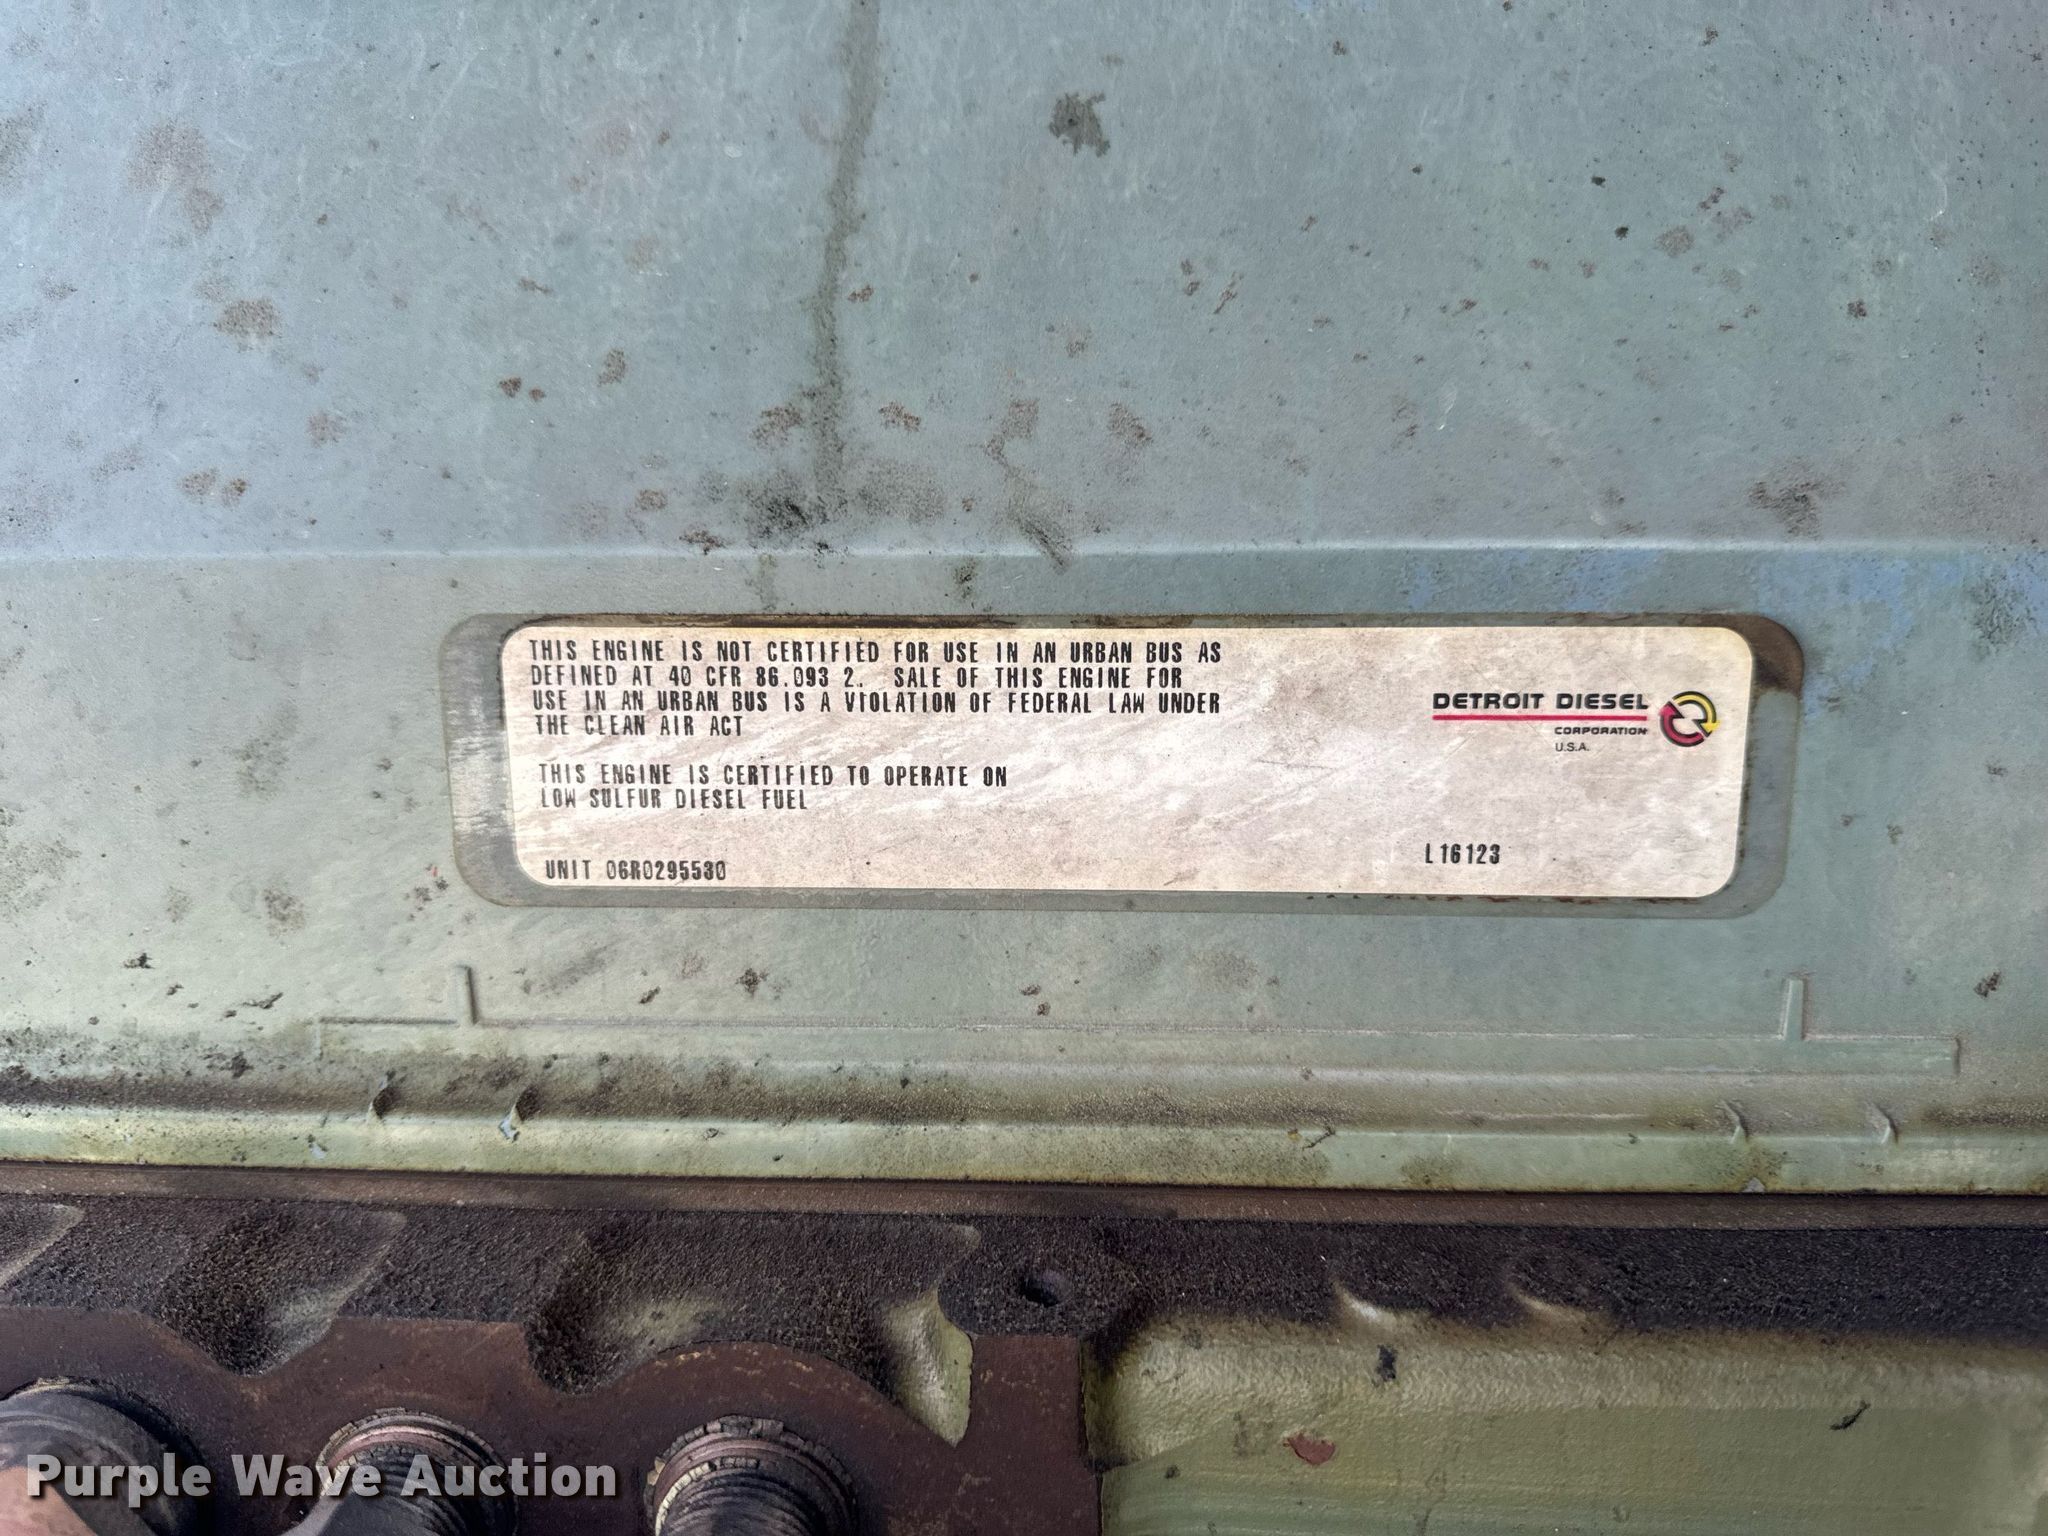 THIS ENGINE IS NOT CERTIFIED FOR USE IN AN URBAN BUS AS
DEFINED AT 40 CFR 86.093 2. SALE OF THIS ENGINE FOR
USE IN AN URBAN BUS IS A VIOLATION OF FEDERAL LAW UNDER
THE CLEAN AIR ACT
THIS ENGINE IS CERTIFIED TO OPERATE ON
LOW SULFUR DIESEL FUEL
UNIT 06R0295530
DETROIT DIESEL
CORPORATION
U.S.A.
L16123
Purple Wave Auction